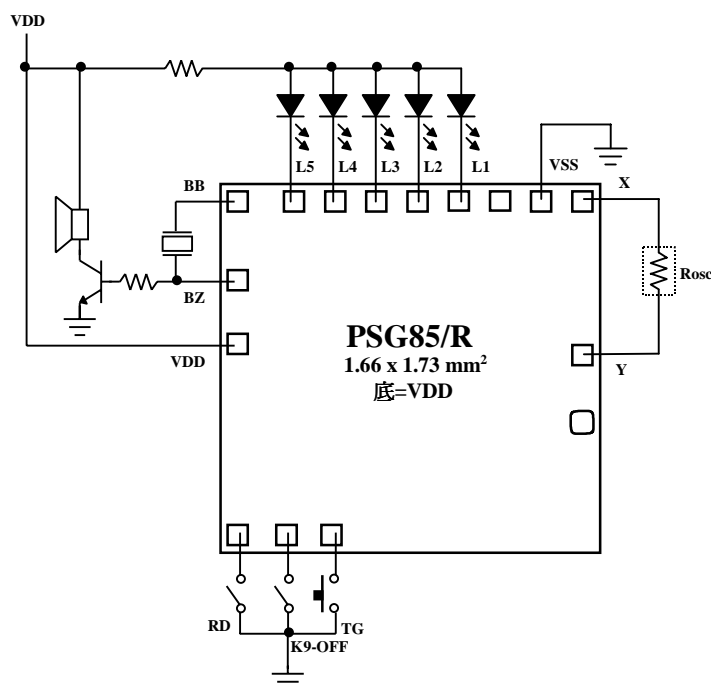 VDD
L5 L4 L3 L2 L1
VSS
X
BB
Rosc
BZ
PSG85/R
1.66 x 1.73 mm²
VDD
Y
底=VDD
RD
TG
K9-OFF